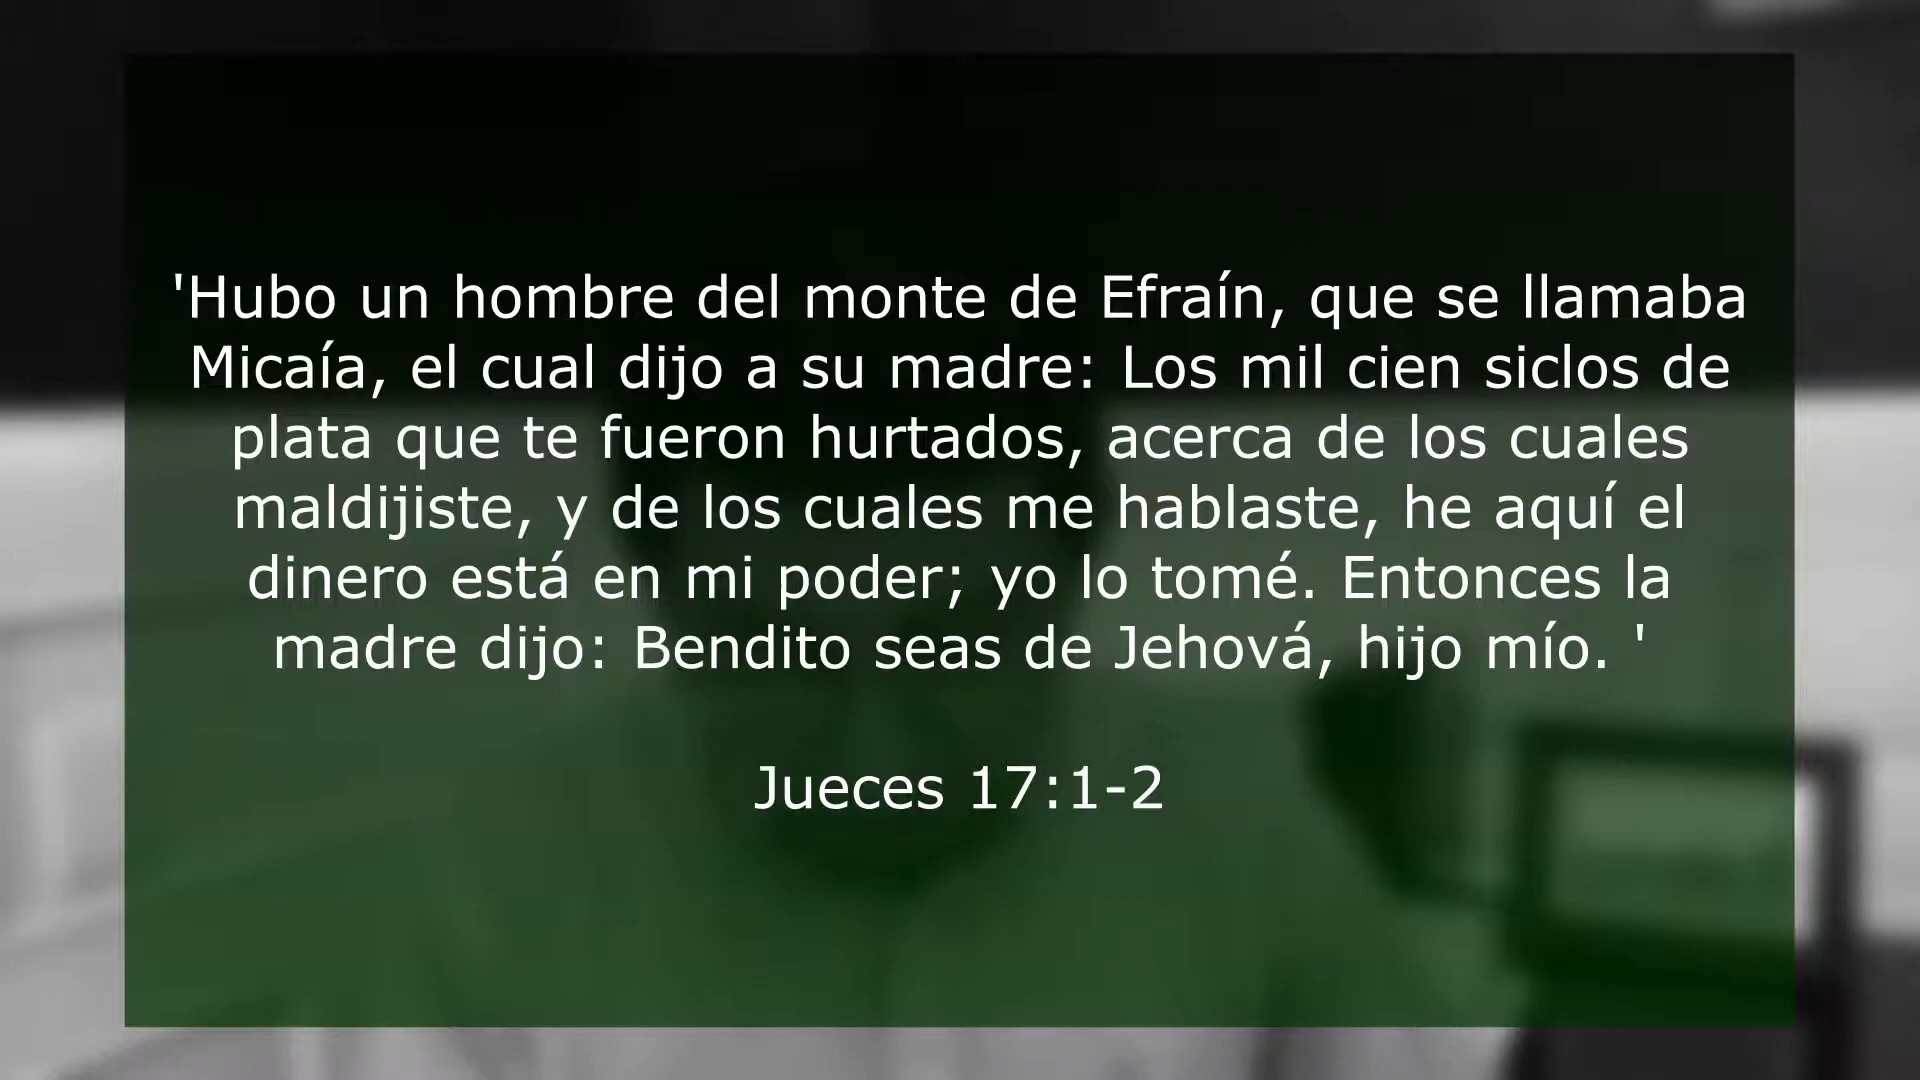 'Hubo un hombre del monte de Efraín, que se llamaba
Micaía, el cual dijo a su madre: Los mil cien siclos de
plata que te fueron hurtados, acerca de los cuales
maldijiste, y de los cuales me hablaste, he aquí el
dinero está en mi poder; yo lo tomé. Entonces la
madre dijo: Bendito seas de Jehová, hijo mío. '
Jueces 17:1-2